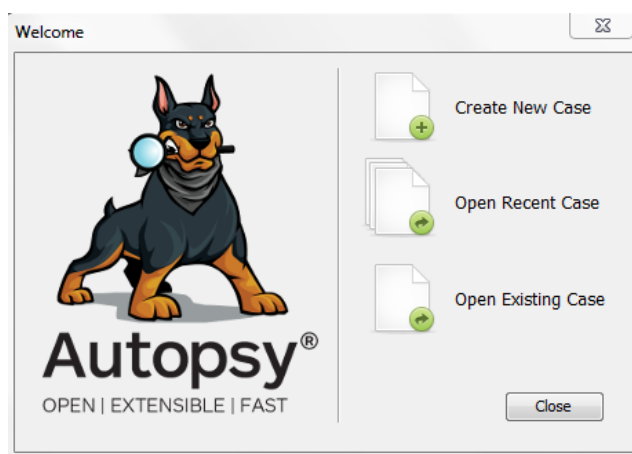 Welcome
Create New Case
Open Recent Case
Open Existing Case
Autopsy®
OPEN | EXTENSIBLE | FAST
Close